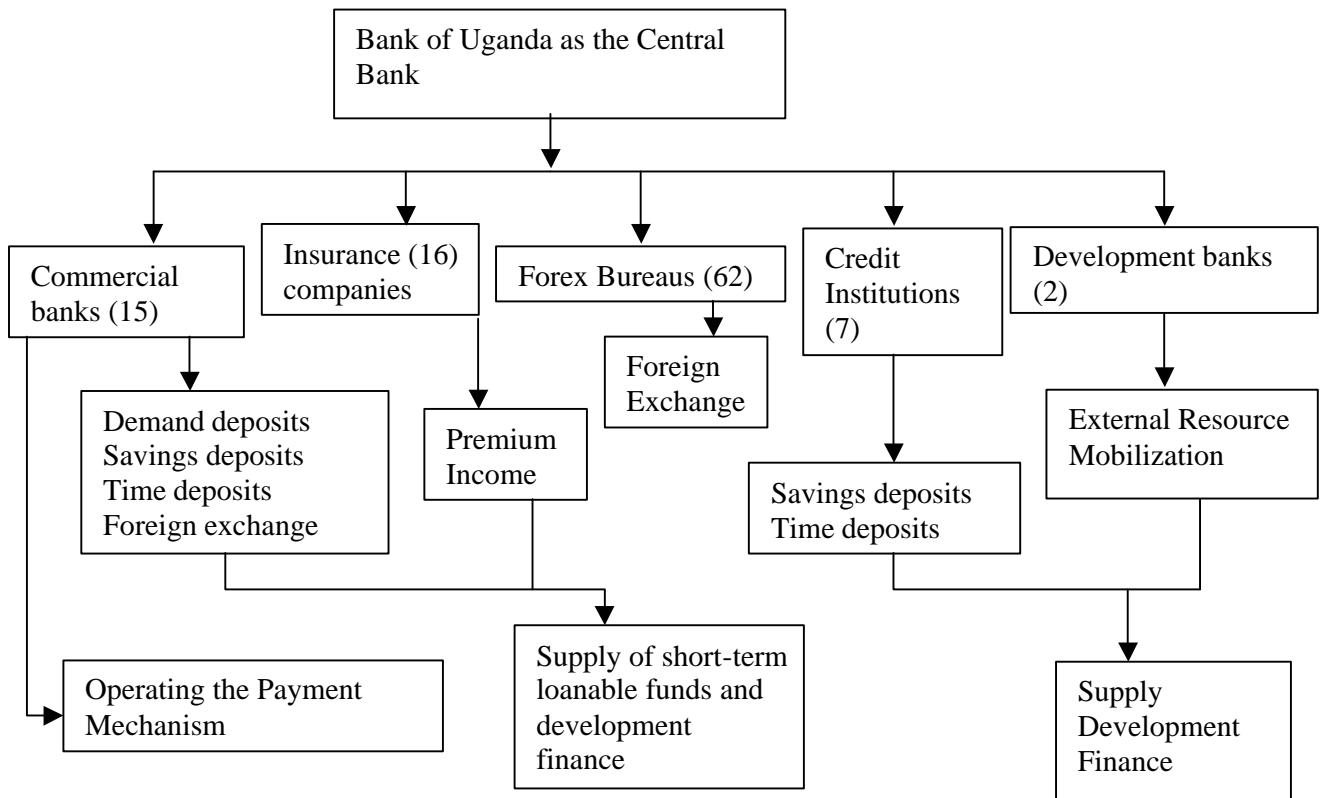 Bank of Uganda as the Central
Bank
Commercial
banks (15)
Insurance (16)
companies
Forex Bureaus (62)
Credit
Institutions
(7)
Development banks
(2)
Foreign
Exchange
Demand deposits
Savings deposits
Time deposits
Foreign exchange
Premium
Income
External Resource
Mobilization
Savings deposits
Time deposits
Operating the Payment
Mechanism
Supply of short-term
loanable funds and
development
finance
Supply
Development
Finance